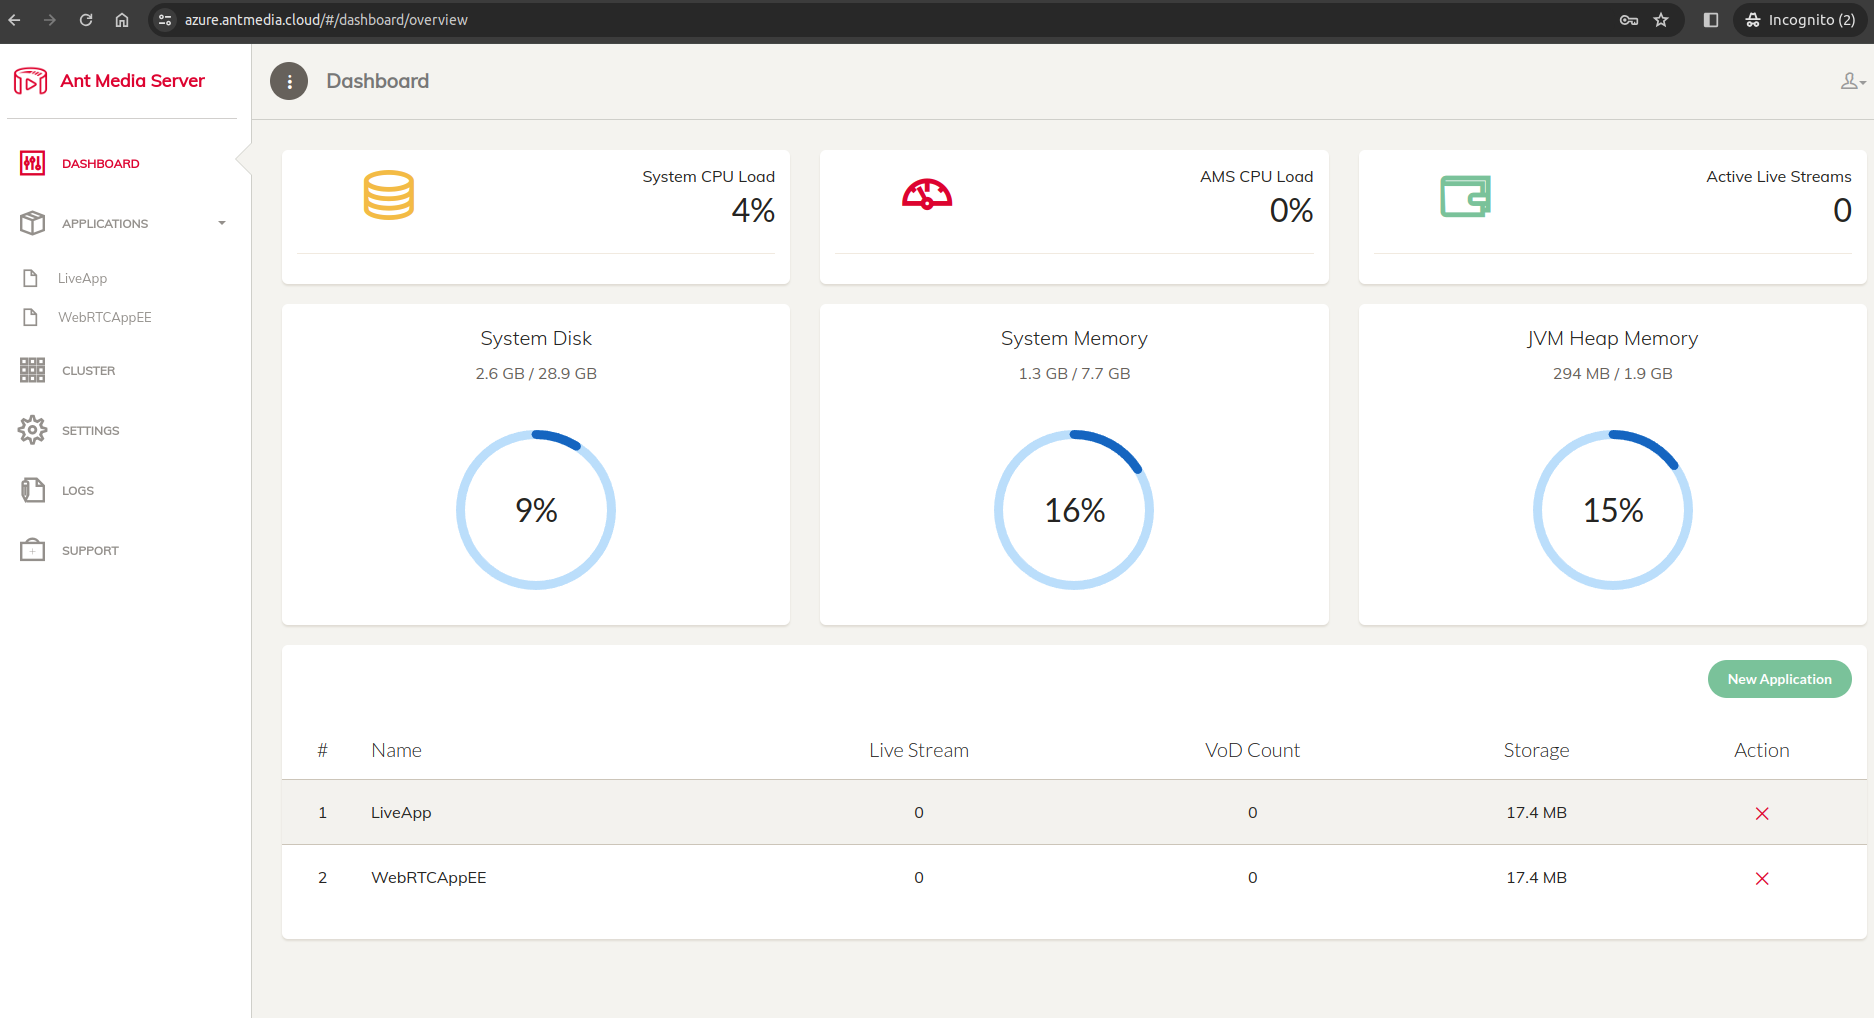 azure.antmedia.cloud/#/dashboard/overview
Incognito (2)
Ant Media Server
Dashboard
DASHBOARD
APPLICATIONS
LiveApp
WebRTCAppEE
CLUSTER
SETTINGS
LOGS
SUPPORT
System CPU Load
4%
AMS CPU Load
0%
Active Live Streams
0
System Disk
2.6 GB / 28.9 GB
9%
System Memory
1.3 GB / 7.7 GB
16%
JVM Heap Memory
294 MB / 1.9 GB
15%
New Application
# Name Live Stream VoD Count Storage Action
1 LiveApp 0 0 17.4 MB
2 WebRTCAppEE 0 0 17.4 MB